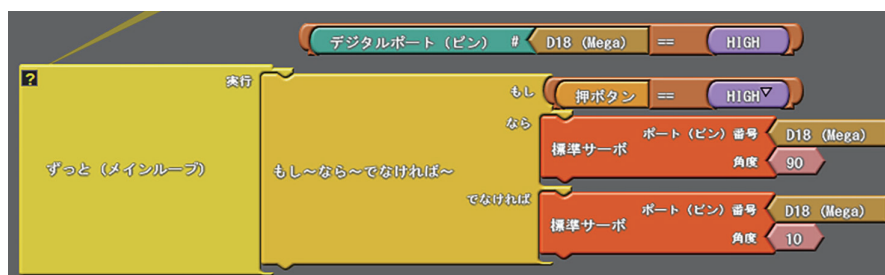 デジタルポート（ピン） # D18 (Mega) == HIGH
? 実行
もし 押ボタン == HIGH
なら
標準サーボ ポート（ピン）番号 D18 (Mega)
角度 90
ずっと（メインループ） もし～なら～でなければ～
でなければ
標準サーボ ポート（ピン）番号 D18 (Mega)
角度 10